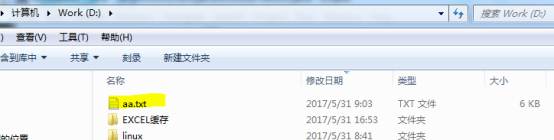 计算机 ▸ Work (D:) 搜索 Work (D:)
查看(V) 工具(T) 帮助(H)
含到库中 共享 刻录 新建文件夹
名称 修改日期 类型 大小
aa.txt 2017/5/31 9:03 TXT 文件 6 KB
EXCEL缓存 2017/5/31 16:53 文件夹
linux 2017/5/31 8:41 文件夹